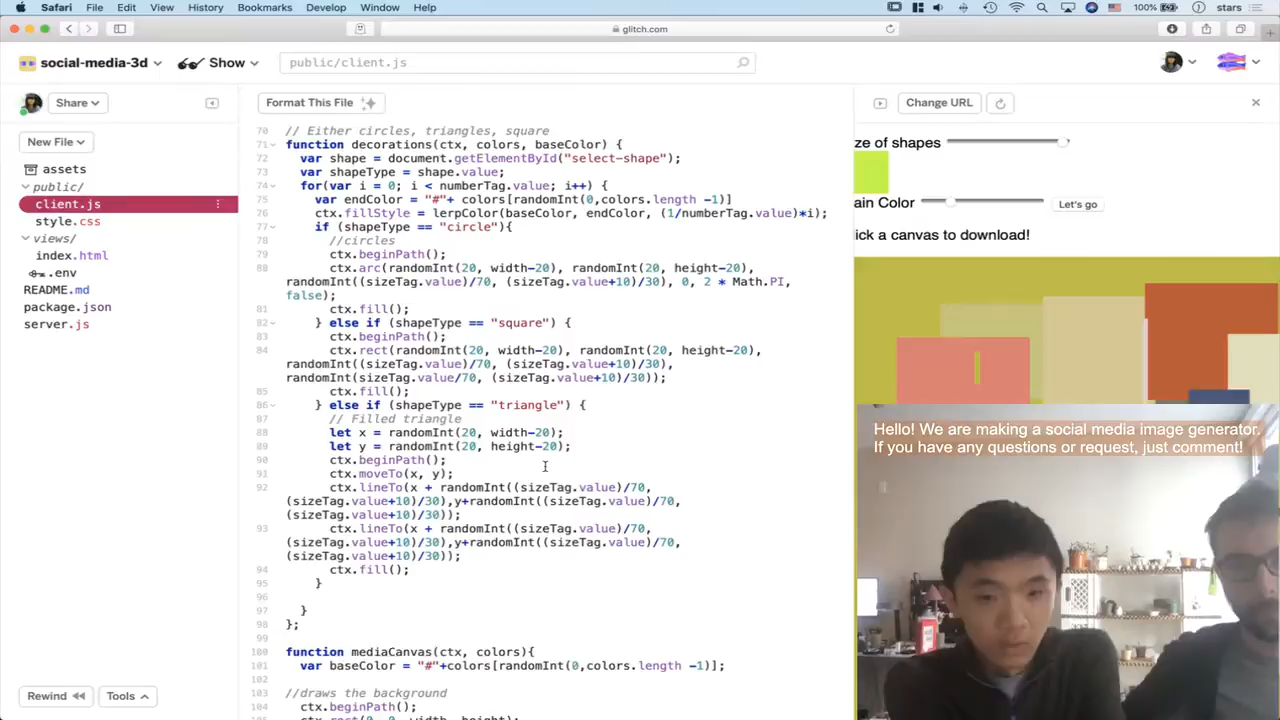 Safari File Edit View History Bookmarks Develop Window Help 100% stars
glitch.com
social-media-3d Show public/client.js
Share Format This File Change URL
New File
assets
public/
client.js
style.css
views/
index.html
.env
README.md
package.json
server.js
Rewind Tools
70 // Either circles, triangles, square
71 function decorations(ctx, colors, baseColor) {
72 var shape = document.getElementById("select-shape");
73 var shapeType = shape.value;
74 for(var i = 0; i < numberTag.value; i++) {
75 var endColor = "#"+ colors[randomInt(0,colors.length -1)]
76 ctx.fillStyle = lerpColor(baseColor, endColor, (1/numberTag.value)*i);
77 if (shapeType == "circle"){
78 //circles
79 ctx.beginPath();
80 ctx.arc(randomInt(20, width-20), randomInt(20, height-20),
randomInt((sizeTag.value)/70, (sizeTag.value+10)/30), 0, 2 * Math.PI,
false);
81 ctx.fill();
82 } else if (shapeType == "square") {
83 ctx.beginPath();
84 ctx.rect(randomInt(20, width-20), randomInt(20, height-20),
randomInt((sizeTag.value)/70, (sizeTag.value+10)/30),
randomInt(sizeTag.value/70, (sizeTag.value+10)/30));
85 ctx.fill();
86 } else if (shapeType == "triangle") {
87 // Filled triangle
88 let x = randomInt(20, width-20);
89 let y = randomInt(20, height-20);
90 ctx.beginPath();
91 ctx.moveTo(x, y);
92 ctx.lineTo(x + randomInt((sizeTag.value)/70,
(sizeTag.value+10)/30),y+randomInt((sizeTag.value)/70,
(sizeTag.value+10)/30));
93 ctx.lineTo(x + randomInt((sizeTag.value)/70,
(sizeTag.value+10)/30),y+randomInt((sizeTag.value)/70,
(sizeTag.value+10)/30));
94 ctx.fill();
95 }
96
97 }
98 };
99
100 function mediaCanvas(ctx, colors){
101 var baseColor = "#"+colors[randomInt(0,colors.length -1)];
102
103 //draws the background
104 ctx.beginPath();
105 ctx.rect(0, 0, width, height);
ze of shapes
ain Color Let's go
lick a canvas to download!
Hello! We are making a social media image generator.
If you have any questions or request, just comment!